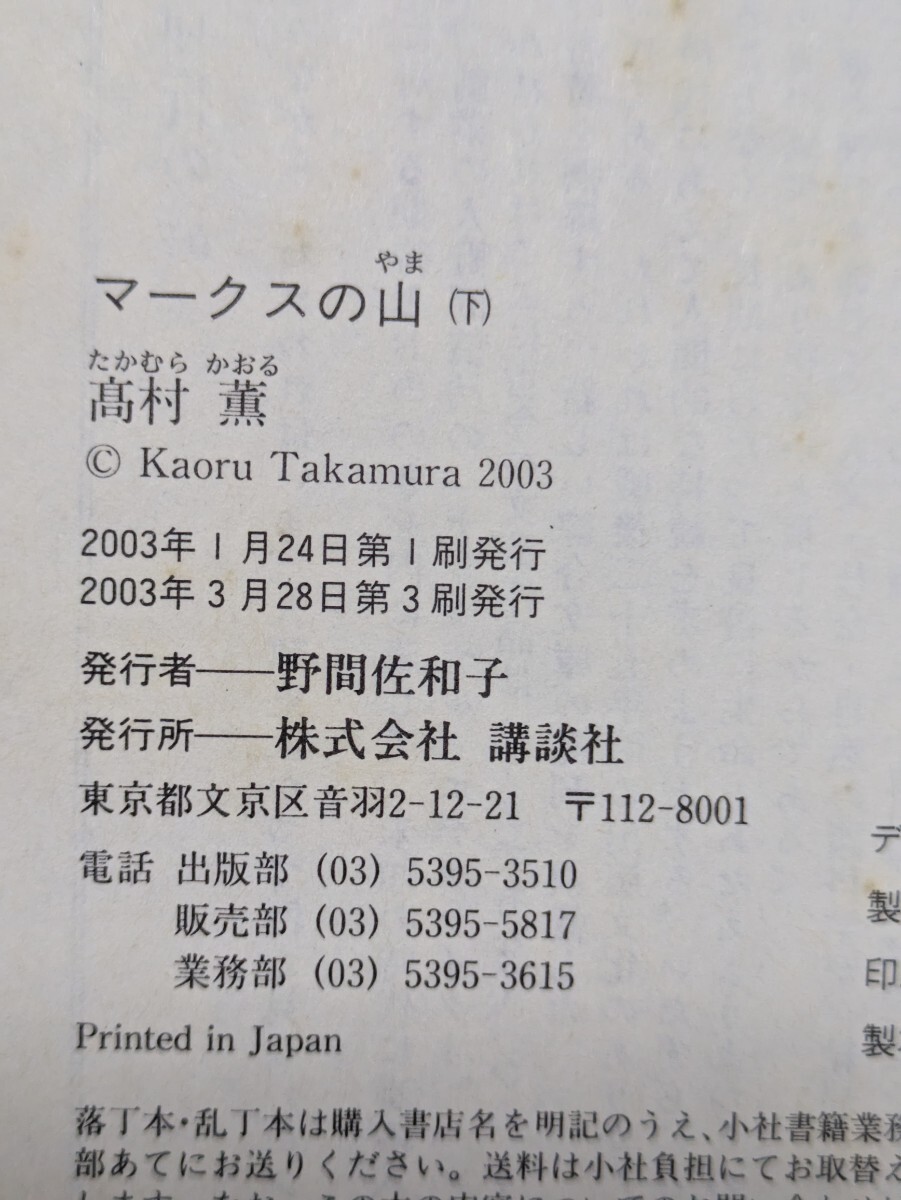 やま
マークスの山(下)
たかむら かおる
髙村 薫
© Kaoru Takamura 2003
2003年1月24日第1刷発行
2003年3月28日第3刷発行
発行者――野間佐和子
発行所――株式会社 講談社
東京都文京区音羽2-12-21 〒112-8001
電話 出版部 (03) 5395-3510
販売部 (03) 5395-5817
業務部 (03) 5395-3615
Printed in Japan
デ
製
印
製
落丁本・乱丁本は購入書店名を明記のうえ、小社書籍業務
部あてにお送りください。送料は小社負担にてお取替え